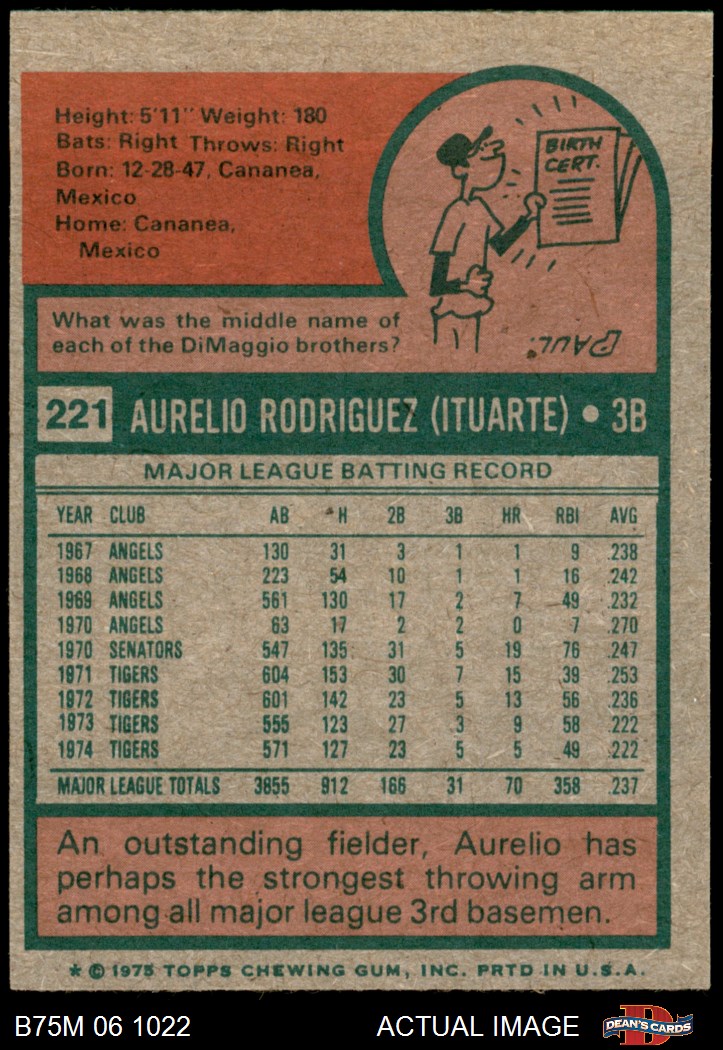 Height: 5'11" Weight: 180
Bats: Right Throws: Right
Born: 12-28-47, Cananea,
Mexico
Home: Cananea,
Mexico
BIRTH
CERT.
What was the middle name of
each of the DiMaggio brothers?
PAUL.
221 AURELIO RODRIGUEZ (ITUARTE) • 3B
MAJOR LEAGUE BATTING RECORD
YEAR CLUB AB H 2B 3B HR RBI AVG
1967 ANGELS 130 31 3 1 1 9 .238
1968 ANGELS 223 54 10 1 1 16 .242
1969 ANGELS 561 130 17 2 7 49 .232
1970 ANGELS 63 17 2 2 0 7 .270
1970 SENATORS 547 135 31 5 19 76 .247
1971 TIGERS 604 153 30 7 15 39 .253
1972 TIGERS 601 142 23 5 13 56 .236
1973 TIGERS 555 123 27 3 9 58 .222
1974 TIGERS 571 127 23 5 5 49 .222
MAJOR LEAGUE TOTALS 3855 912 166 31 70 358 .237
An outstanding fielder, Aurelio has
perhaps the strongest throwing arm
among all major league 3rd basemen.
* © 1975 TOPPS CHEWING GUM, INC. PRTD IN U.S.A.
B75M 06 1022 ACTUAL IMAGE D DEAN'S CARDS